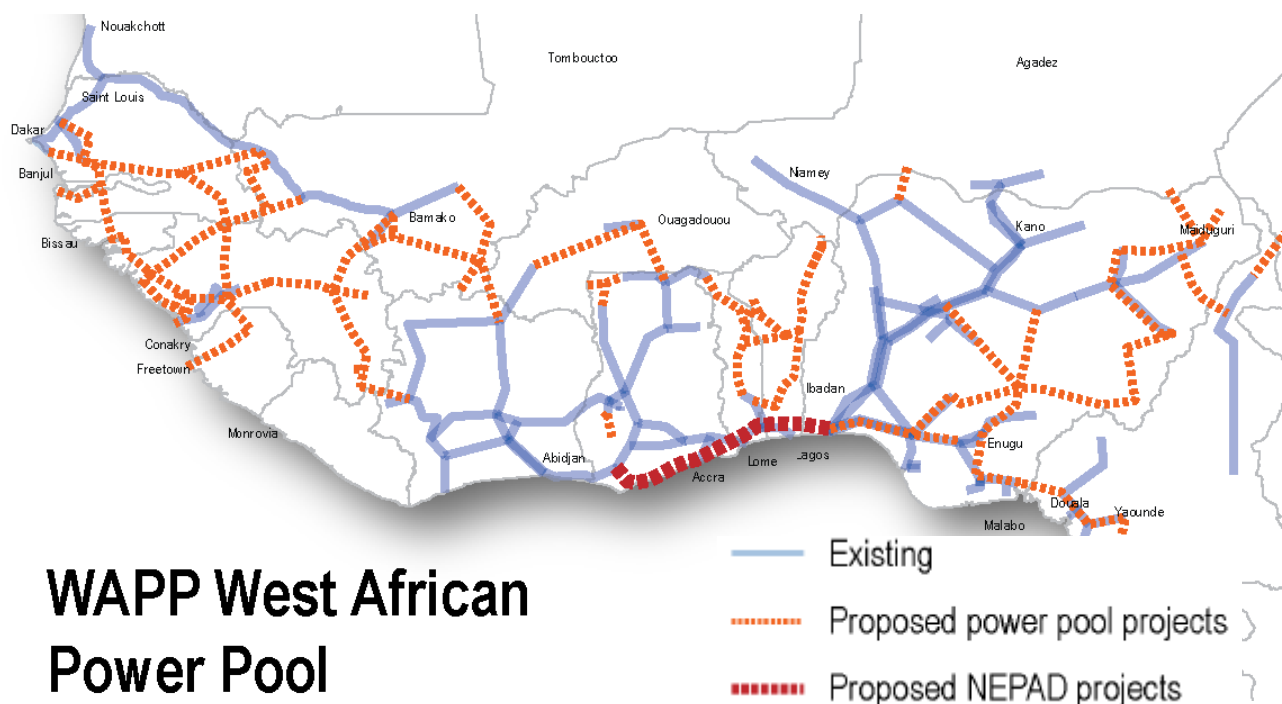 Nouakchott
Tombouctoo
Agadez
Saint Louis
Dakar
Banjul
Niamey
Bamako
Ouagadouou
Kano
Maiduguri
Bissau
Conakry
Freetown
Ibadan
Monrovia
Abidjan
Accra
Lome
Lagos
Enugu
Douala
Yaounde
Malabo
WAPP West African
Power Pool
Existing
Proposed power pool projects
Proposed NEPAD projects